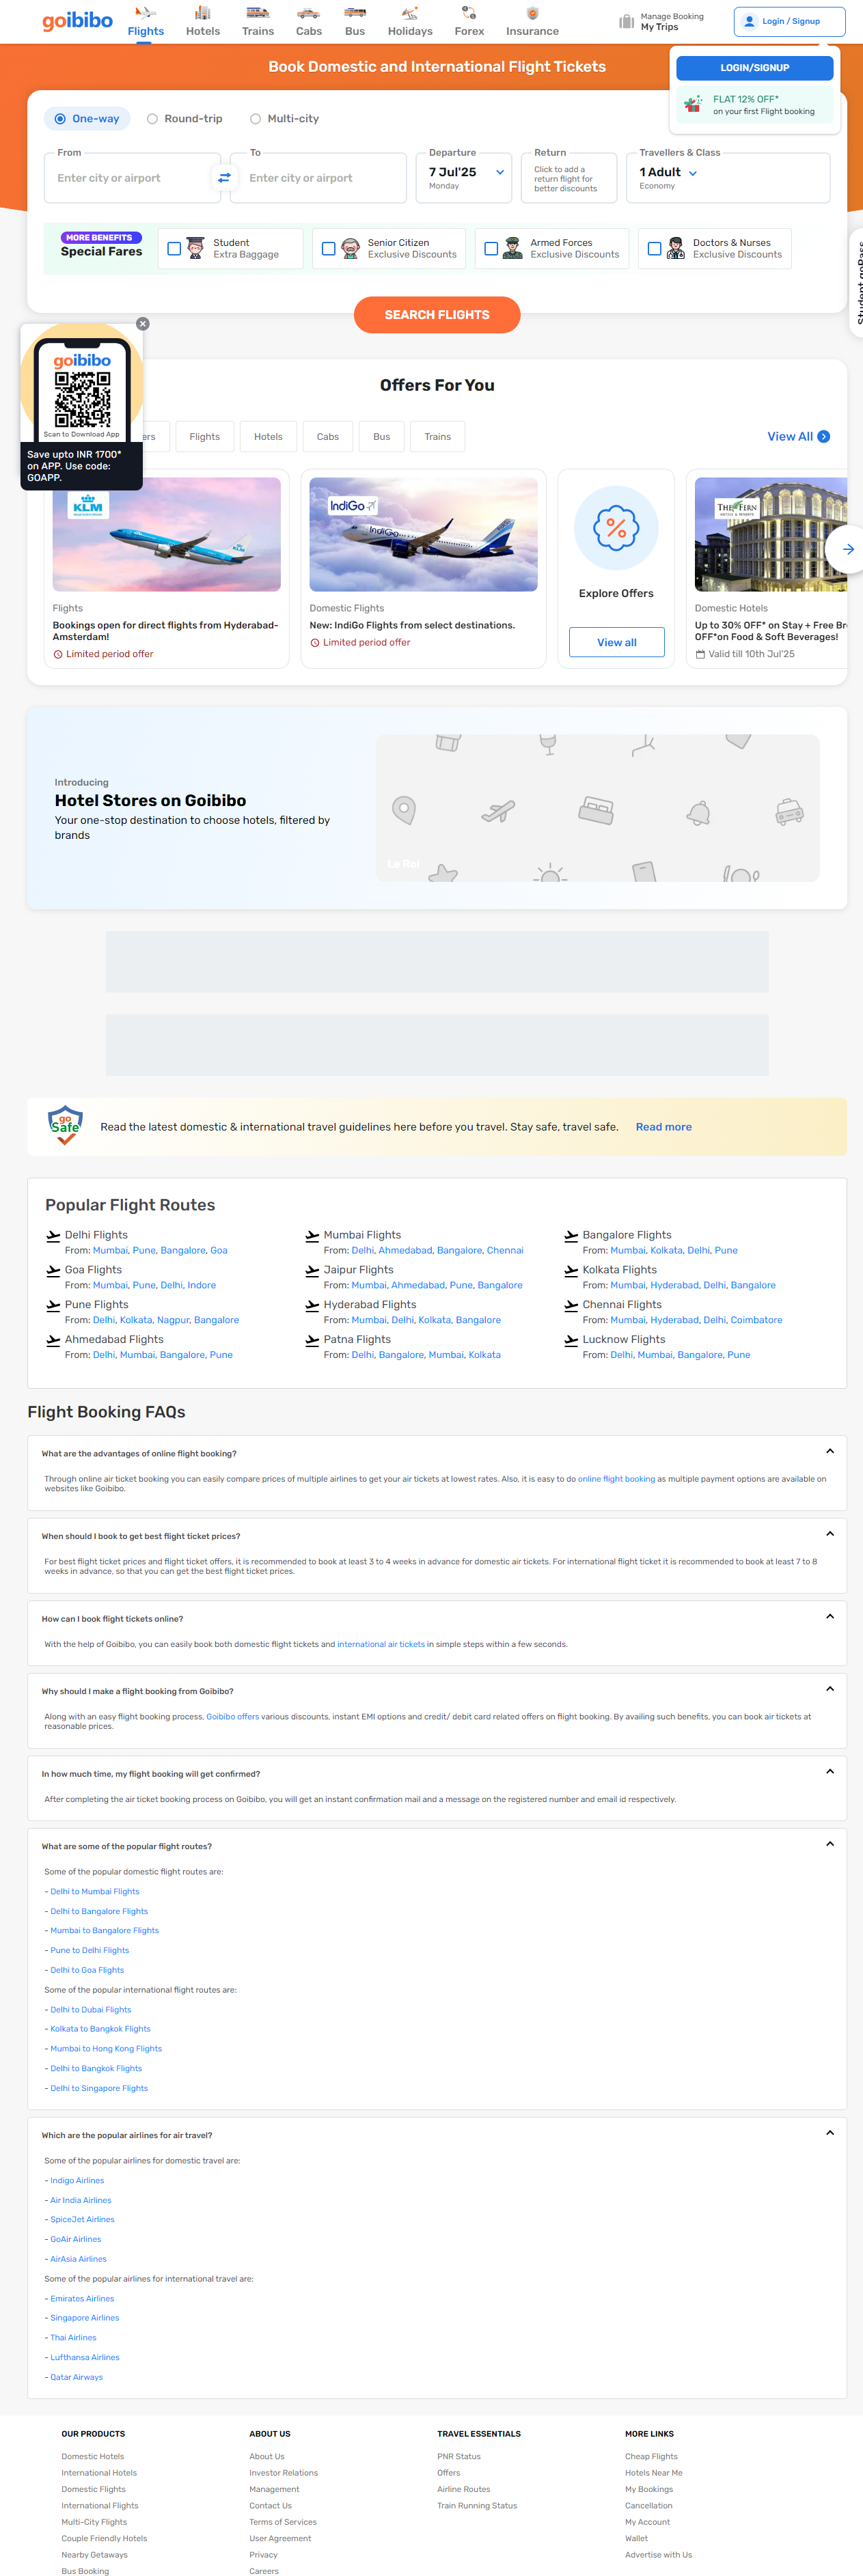 goibibo
Flights
Hotels
Trains
Cabs
Bus
Holidays
Forex
Insurance
Manage Booking
My Trips
Login / Signup
Book Domestic and International Flight Tickets
LOGIN/SIGNUP
FLAT 12% OFF*
on your first Flight booking
One-way
Round-trip
Multi-city
From
Enter city or airport
To
Enter city or airport
Departure
7 Jul'25
Monday
Return
Click to add a
return flight for
better discounts
Travellers & Class
1 Adult
Economy
MORE BENEFITS
Special Fares
Student
Extra Baggage
Senior Citizen
Exclusive Discounts
Armed Forces
Exclusive Discounts
Doctors & Nurses
Exclusive Discounts
Student goPass
SEARCH FLIGHTS
goibibo
Scan to Download App
Save upto INR 1700*
on APP. Use code:
GOAPP.
Offers For You
ers
Flights
Hotels
Cabs
Bus
Trains
View All
KLM
KLM
Flights
Bookings open for direct flights from Hyderabad-
Amsterdam!
Limited period offer
IndiGo
IndiGo
Domestic Flights
New: IndiGo Flights from select destinations.
Limited period offer
Explore Offers
View all
THE FERN
Domestic Hotels
Up to 30% OFF* on Stay + Free Bre
OFF*on Food & Soft Beverages!
Valid till 10th Jul'25
Introducing
Hotel Stores on Goibibo
Your one-stop destination to choose hotels, filtered by
brands
Le Roi
go
Safe
Read the latest domestic & international travel guidelines here before you travel. Stay safe, travel safe. Read more
Popular Flight Routes
Delhi Flights
From: Mumbai, Pune, Bangalore, Goa
Mumbai Flights
From: Delhi, Ahmedabad, Bangalore, Chennai
Bangalore Flights
From: Mumbai, Kolkata, Delhi, Pune
Goa Flights
From: Mumbai, Pune, Delhi, Indore
Jaipur Flights
From: Mumbai, Ahmedabad, Pune, Bangalore
Kolkata Flights
From: Mumbai, Hyderabad, Delhi, Bangalore
Pune Flights
From: Delhi, Kolkata, Nagpur, Bangalore
Hyderabad Flights
From: Mumbai, Delhi, Kolkata, Bangalore
Chennai Flights
From: Mumbai, Hyderabad, Delhi, Coimbatore
Ahmedabad Flights
From: Delhi, Mumbai, Bangalore, Pune
Patna Flights
From: Delhi, Bangalore, Mumbai, Kolkata
Lucknow Flights
From: Delhi, Mumbai, Bangalore, Pune
Flight Booking FAQs
What are the advantages of online flight booking?
Through online air ticket booking you can easily compare prices of multiple airlines to get your air tickets at lowest rates. Also, it is easy to do online flight booking as multiple payment options are available on
websites like Goibibo.
When should I book to get best flight ticket prices?
For best flight ticket prices and flight ticket offers, it is recommended to book at least 3 to 4 weeks in advance for domestic air tickets. For international flight ticket it is recommended to book at least 7 to 8
weeks in advance, so that you can get the best flight ticket prices.
How can I book flight tickets online?
With the help of Goibibo, you can easily book both domestic flight tickets and international air tickets in simple steps within a few seconds.
Why should I make a flight booking from Goibibo?
Along with an easy flight booking process, Goibibo offers various discounts, instant EMI options and credit/ debit card related offers on flight booking. By availing such benefits, you can book air tickets at
reasonable prices.
In how much time, my flight booking will get confirmed?
After completing the air ticket booking process on Goibibo, you will get an instant confirmation mail and a message on the registered number and email id respectively.
What are some of the popular flight routes?
Some of the popular domestic flight routes are:
- Delhi to Mumbai Flights
- Delhi to Bangalore Flights
- Mumbai to Bangalore Flights
- Pune to Delhi Flights
- Delhi to Goa Flights
Some of the popular international flight routes are:
- Delhi to Dubai Flights
- Kolkata to Bangkok Flights
- Mumbai to Hong Kong Flights
- Delhi to Bangkok Flights
- Delhi to Singapore Flights
Which are the popular airlines for air travel?
Some of the popular airlines for domestic travel are:
- Indigo Airlines
- Air India Airlines
- SpiceJet Airlines
- GoAir Airlines
- AirAsia Airlines
Some of the popular airlines for international travel are:
- Emirates Airlines
- Singapore Airlines
- Thai Airlines
- Lufthansa Airlines
- Qatar Airways
OUR PRODUCTS
Domestic Hotels
International Hotels
Domestic Flights
International Flights
Multi-City Flights
Couple Friendly Hotels
Nearby Getaways
Bus Booking
ABOUT US
About Us
Investor Relations
Management
Contact Us
Terms of Services
User Agreement
Privacy
Careers
TRAVEL ESSENTIALS
PNR Status
Offers
Airline Routes
Train Running Status
MORE LINKS
Cheap Flights
Hotels Near Me
My Bookings
Cancellation
My Account
Wallet
Advertise with Us